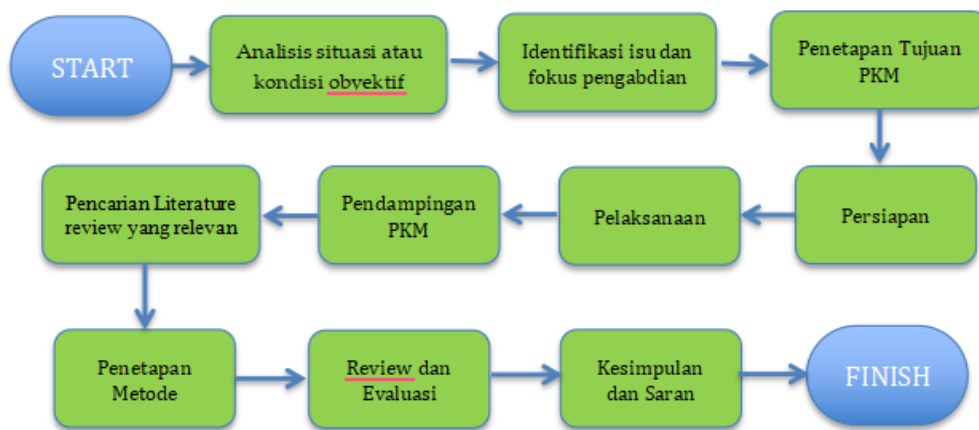 START
Analisis situasi atau
kondisi obyektif
Identifikasi isu dan
fokus pengabdian
Penetapan Tujuan
PKM
Persiapan
Pelaksanaan
Pendampingan
PKM
Pencarian Literature
review yang relevan
Penetapan
Metode
Review dan
Evaluasi
Kesimpulan
dan Saran
FINISH